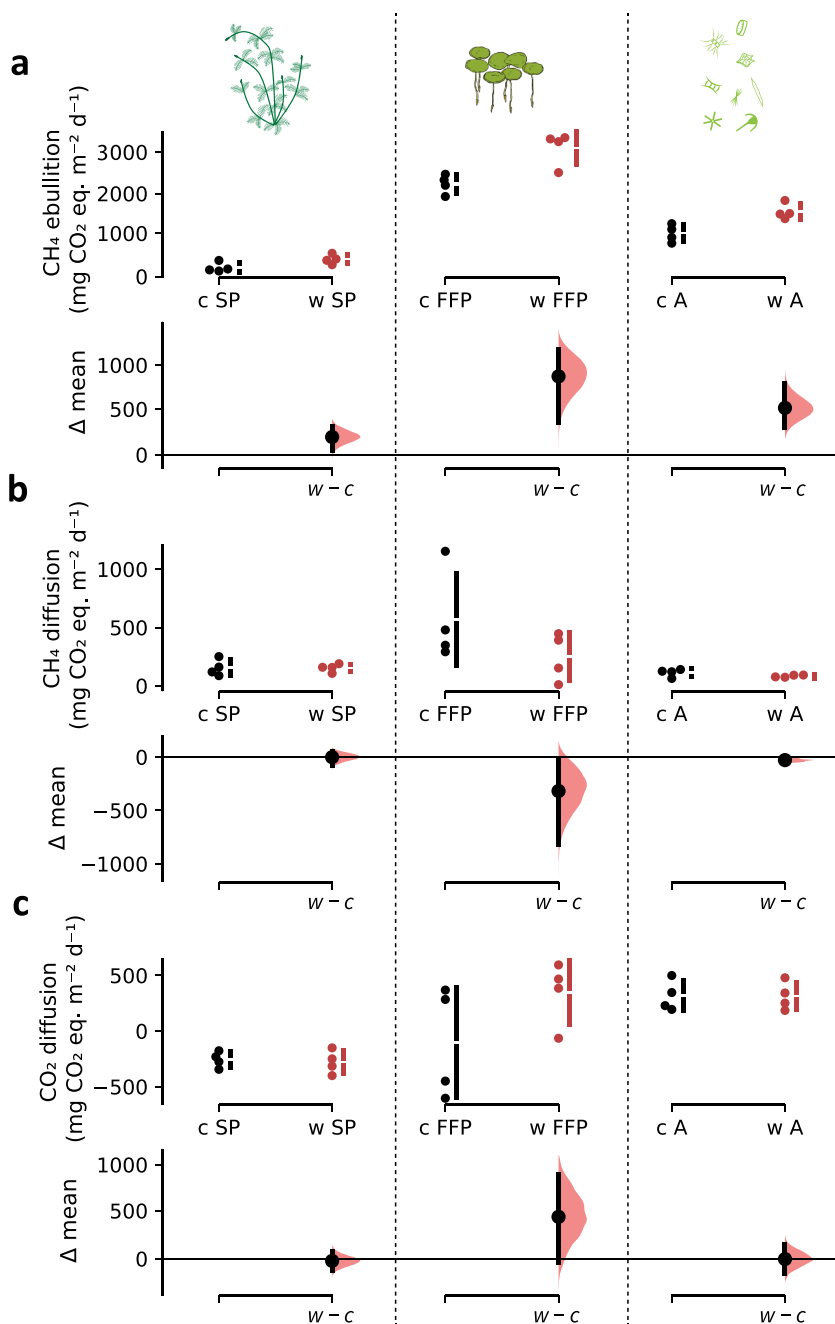 a
CH₄ ebullition
(mg CO₂ eq. m⁻² d⁻¹)
3000
2000
1000
0
c SP
w SP
c FFP
w FFP
c A
w A
Δ mean
1000
500
0
w – c
w – c
w – c
b
CH₄ diffusion
(mg CO₂ eq. m⁻² d⁻¹)
1000
500
0
c SP
w SP
c FFP
w FFP
c A
w A
Δ mean
0
−500
−1000
w – c
w – c
w – c
c
CO₂ diffusion
(mg CO₂ eq. m⁻² d⁻¹)
500
0
−500
c SP
w SP
c FFP
w FFP
c A
w A
Δ mean
1000
500
0
w – c
w – c
w – c